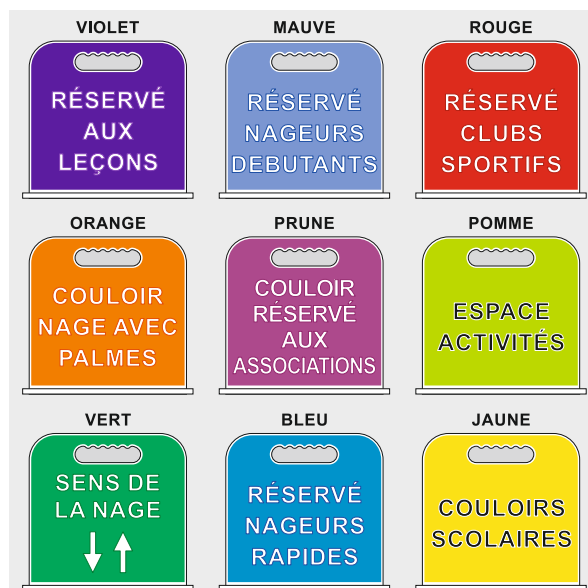 VIOLET
RÉSERVÉ
AUX
LEÇONS
MAUVE
RÉSERVÉ
NAGEURS
DEBUTANTS
ROUGE
RÉSERVÉ
CLUBS
SPORTIFS
ORANGE
COULOIR
NAGE AVEC
PALMES
PRUNE
COULOIR
RÉSERVÉ
AUX
ASSOCIATIONS
POMME
ESPACE
ACTIVITÉS
VERT
SENS DE
LA NAGE
BLEU
RÉSERVÉ
NAGEURS
RAPIDES
JAUNE
COULOIRS
SCOLAIRES